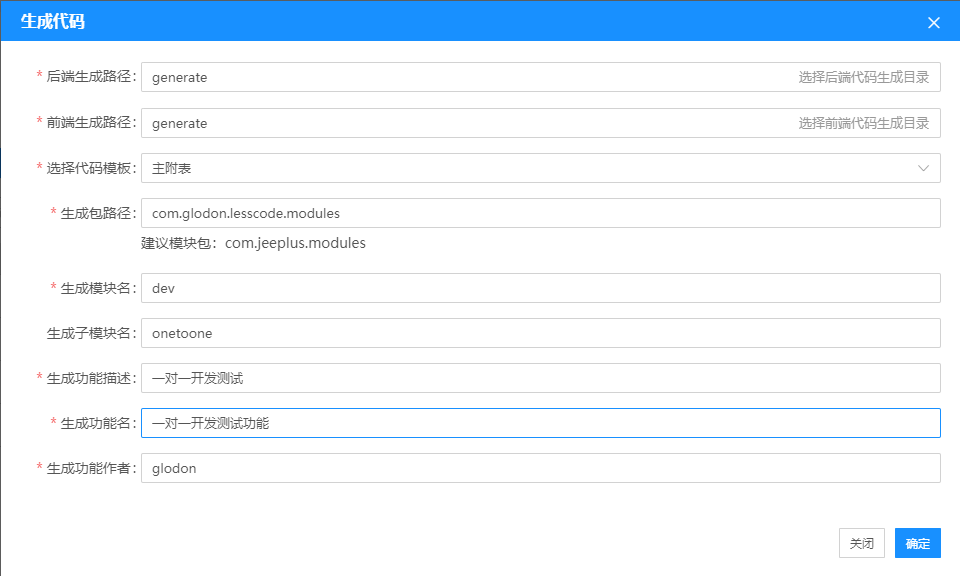 生成代码
* 后端生成路径： generate 选择后端代码生成目录
* 前端生成路径： generate 选择前端代码生成目录
* 选择代码模板： 主附表
* 生成包路径： com.glodon.lesscode.modules
建议模块包：com.jeeplus.modules
* 生成模块名： dev
生成子模块名： onetoone
* 生成功能描述： 一对一开发测试
* 生成功能名： 一对一开发测试功能
* 生成功能作者： glodon
关闭 确定